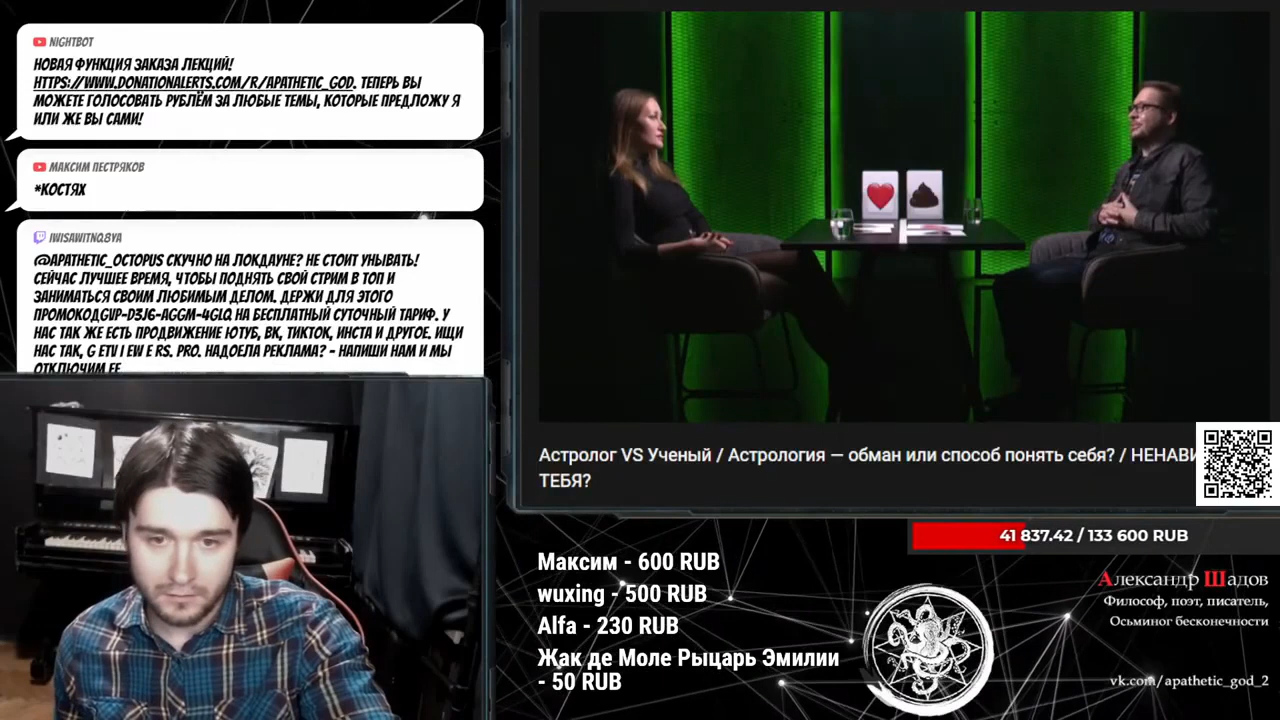 NIGHTBOT
НОВАЯ ФУНКЦИЯ ЗАКАЗА ЛЕКЦИЙ!
HTTPS://WWW.DONATIONALERTS.COM/R/APATHETIC_GOD. ТЕПЕРЬ ВЫ
МОЖЕТЕ ГОЛОСОВАТЬ РУБЛЁМ ЗА ЛЮБЫЕ ТЕМЫ, КОТОРЫЕ ПРЕДЛОЖУ Я
ИЛИ ЖЕ ВЫ САМИ!
МАКСИМ ПЕСТРЯКОВ
*КОСТЯХ
IWISAWITNQ8YA
@APATHETIC_OCTOPUS СКУЧНО НА ЛОКДАУНЕ? НЕ СТОИТ УНЫВАТЬ!
СЕЙЧАС ЛУЧШЕЕ ВРЕМЯ, ЧТОБЫ ПОДНЯТЬ СВОЙ СТРИМ В ТОП И
ЗАНИМАТЬСЯ СВОИМ ЛЮБИМЫМ ДЕЛОМ. ДЕРЖИ ДЛЯ ЭТОГО
ПРОМОКОДGVP-D3J6-AGGM-4GLQ НА БЕСПЛАТНЫЙ СУТОЧНЫЙ ТАРИФ. У
НАС ТАК ЖЕ ЕСТЬ ПРОДВИЖЕНИЕ ЮТУБ, ВК, ТИКТОК, ИНСТА И ДРУГОЕ. ИЩИ
НАС ТАК, G ETV I EW E RS. PRO. НАДОЕЛА РЕКЛАМА? - НАПИШИ НАМ И МЫ
ОТКЛЮЧИМ ЕЕ
Астролог VS Ученый / Астрология — обман или способ понять себя? / НЕНАВИ
ТЕБЯ?
41 837.42 / 133 600 RUB
Максим - 600 RUB
wuxing - 500 RUB
Alfa - 230 RUB
Жак де Моле Рыцарь Эмилии
- 50 RUB
Александр Шадов
Философ, поэт, писатель,
Осьминог бесконечности
vk.com/apathetic_god_2